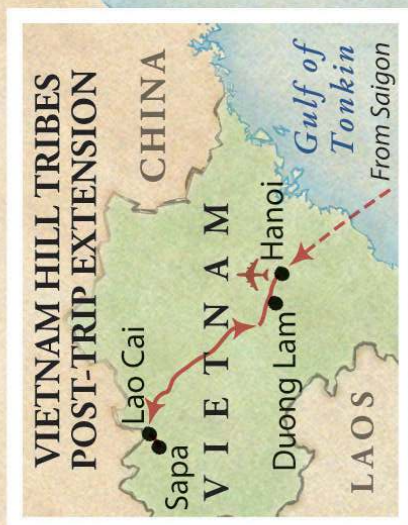 VIETNAM HILL TRIBES
POST-TRIP EXTENSION
CHINA
Lao Cai
Sapa
VIETNAM
Hanoi
Duong Lam
Gulf of
Tonkin
From Saigon
LAOS